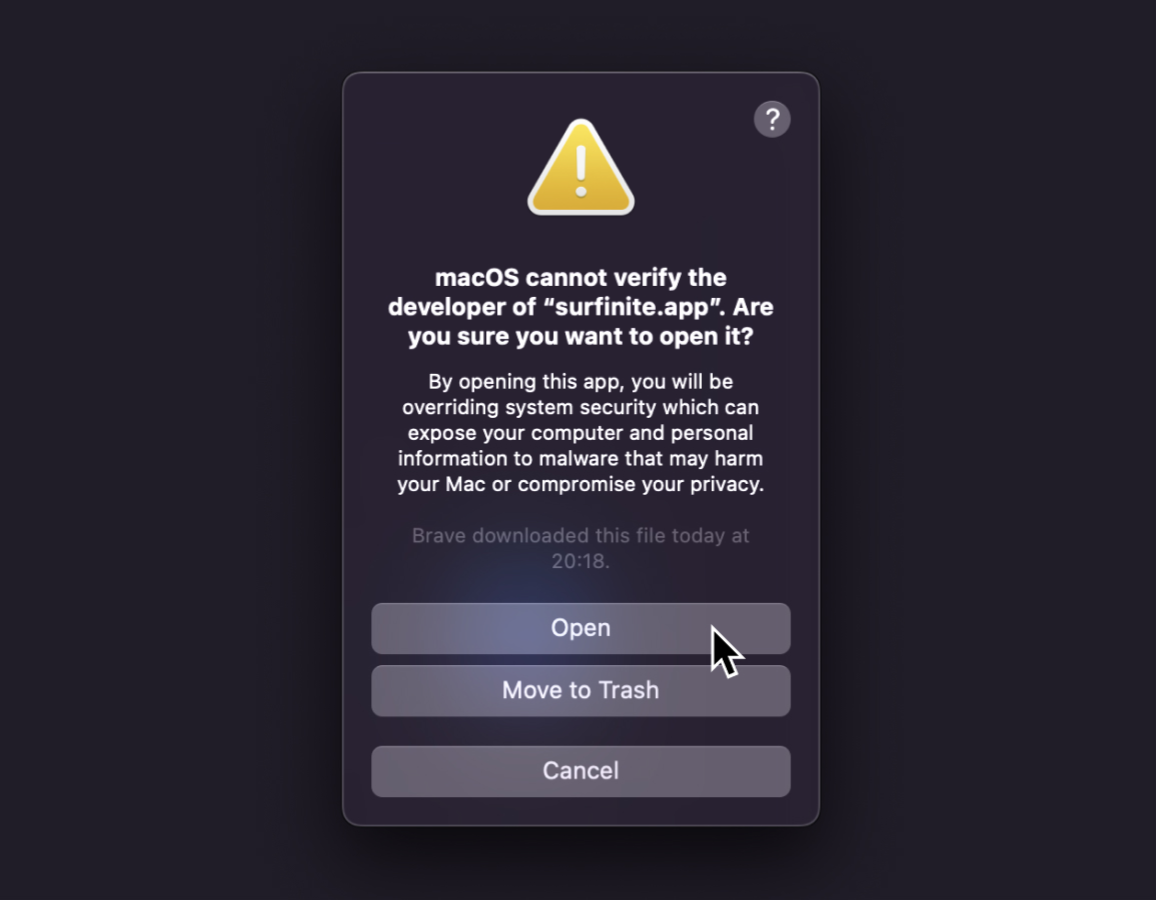 ?
macOS cannot verify the
developer of “surfinite.app”. Are
you sure you want to open it?
By opening this app, you will be
overriding system security which can
expose your computer and personal
information to malware that may harm
your Mac or compromise your privacy.
Brave downloaded this file today at
20:18.
Open
Move to Trash
Cancel